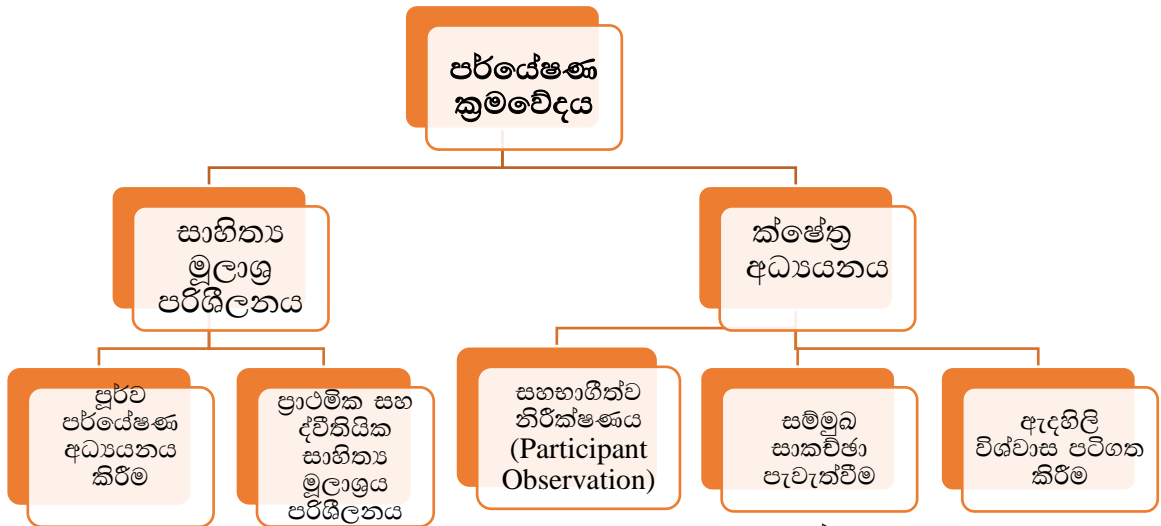 පර්යේෂණ
ක්‍රමවේදය
සාහිත්‍ය
මූලාශ්‍ර
පරිශීලනය
ක්ෂේත්‍ර
අධ්‍යයනය
පූර්ව
පර්යේෂණ
අධ්‍යයනය
කිරීම
ප්‍රාථමික සහ
ද්වීතියික
සාහිත්‍ය
මූලාශ්‍රය
පරිශීලනය
සහභාගීත්ව
නිරීක්ෂණය
(Participant
Observation)
සම්මුඛ
සාකච්ඡා
පැවැත්වීම
ඇදහිලි
විශ්වාස පටිගත
කිරීම